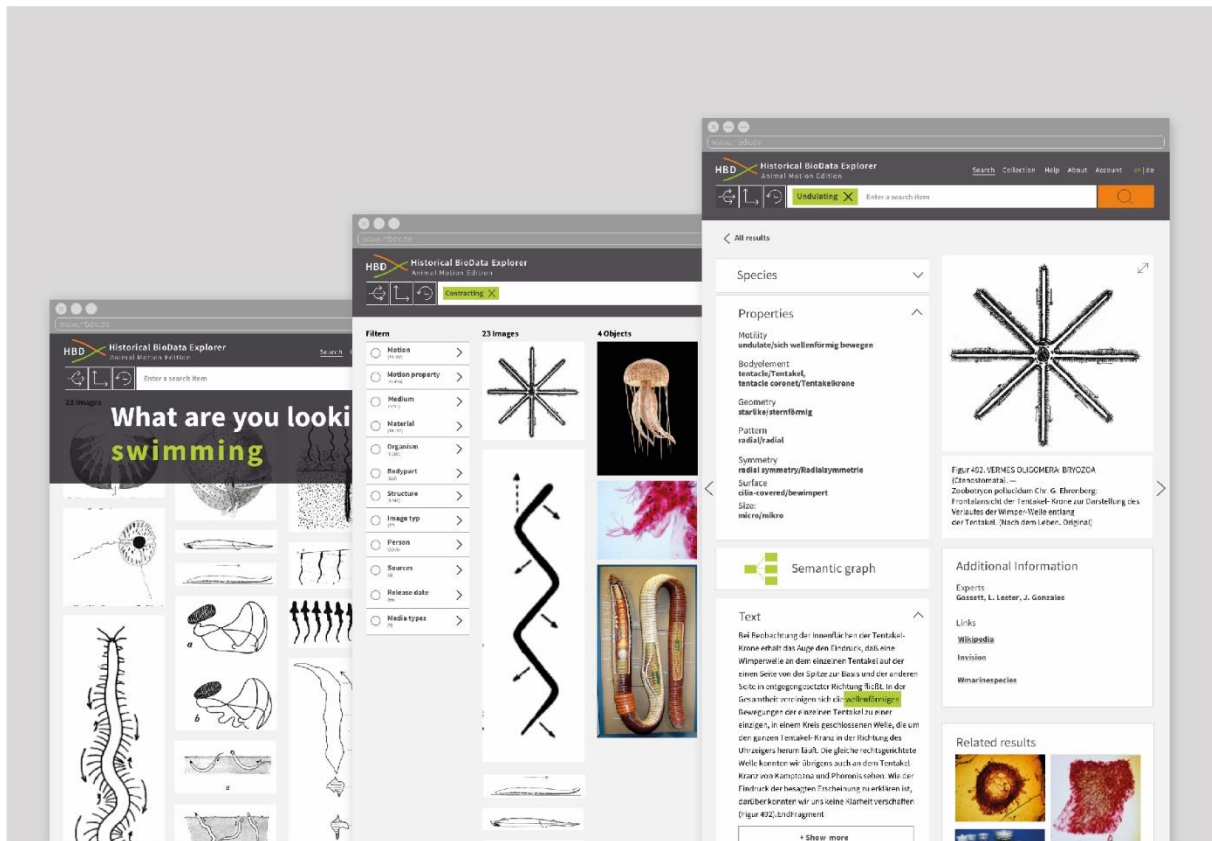 www.hbdx.de
HBD
Historical BioData Explorer
Animal Motion Edition
Search
Enter a search item
23 Images
What are you looki
swimming
a
b
www.hbdx.de
HBD
Historical BioData Explorer
Animal Motion Edition
Contracting
Filtern
Motion
Motion property
Medium
Material
Organism
Bodypart
Structure
Image typ
Person
Sources
Release date
Media types
23 Images
4 Objects
HBD
Historical BioData Explorer
Animal Motion Edition
Search Collection Help About Account en|de
Undulating
Enter a search item
All results
Species
Properties
Motility
undulate/sich wellenförmig bewegen
Bodyelement
tentacle/Tentakel,
tentacle coronet/Tentakelkrone
Geometry
starlike/sternförmig
Pattern
radial/radial
Symmetry
radial symmetry/Radialsymmetrie
Surface
cilia-covered/bewimpert
Size:
micro/mikro
Semantic graph
Text
Bei Beobachtung der Innenflächen der Tentakel-
Krone erhält das Auge den Eindruck, daß eine
Wimperwelle an dem einzelnen Tentakel auf der
einen Seite von der Spitze zur Basis und der anderen
Seite in entgegengesetzter Richtung fließt. In der
Gesamtheit vereinigen sich die wellenförmigen
Bewegungen der einzelnen Tentakel zu einer
einzigen, in einem Kreis geschlossenen Welle, die um
den ganzen Tentakel- Kranz in der Richtung des
Uhrzeigers herum läuft. Die gleiche rechtsgerichtete
Welle konnten wir übrigens auch an dem Tentakel
Kranz von Kamptozoa und Phoronis sehen. Wie der
Eindruck der besagten Erscheinung zu erklären ist,
darüber konnten wir uns keine Klarheit verschaffen
(Figur 492).EndFragment
+ Show more
Figur 492. VERMES OLIGOMERA: BRYOZOA
(Ctenostomata). —
Zoobotryon pellucidum Chr. G. Ehrenberg:
Frontalansicht der Tentakel- Krone zur Darstellung des
Verlaufes der Wimper-Welle entlang
der Tentakel. (Nach dem Leben. Original)
Additional Information
Experts
Gossett, L. Lester, J. Gonzales
Links
Wikipedia
Invision
Wmarinespecies
Related results